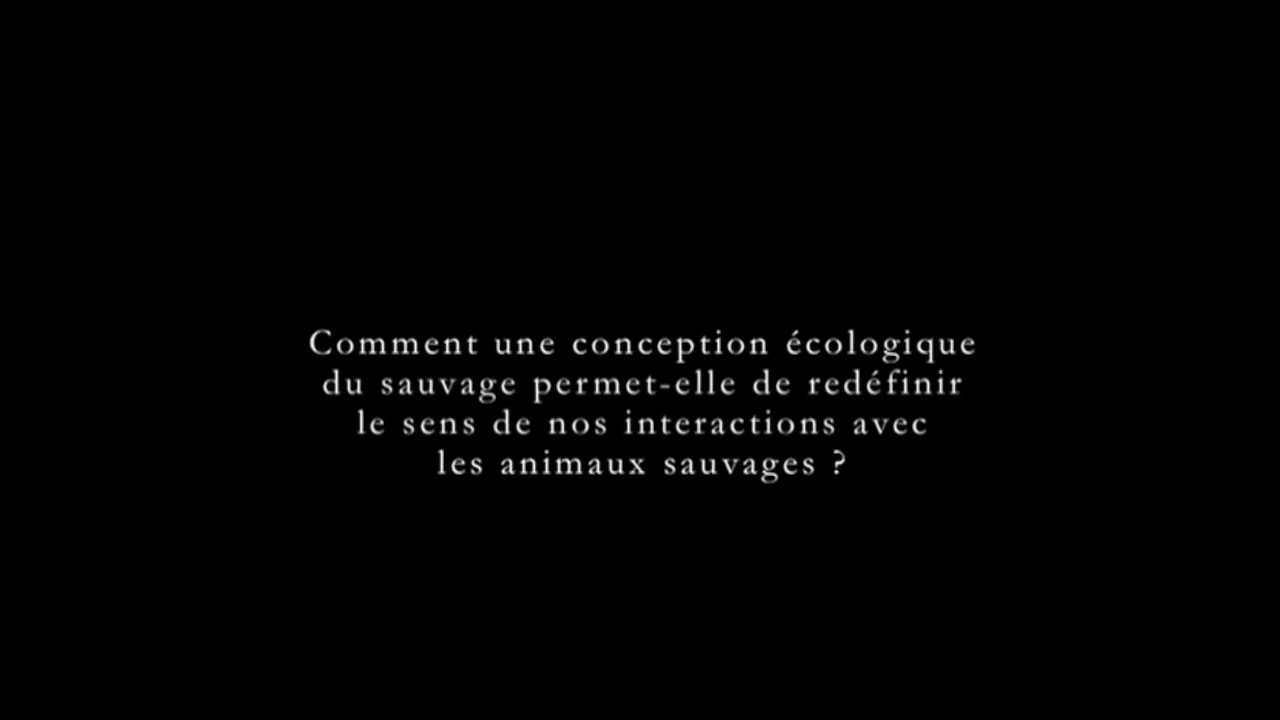 Comment une conception écologique
du sauvage permet-elle de redéfinir
le sens de nos interactions avec
les animaux sauvages ?